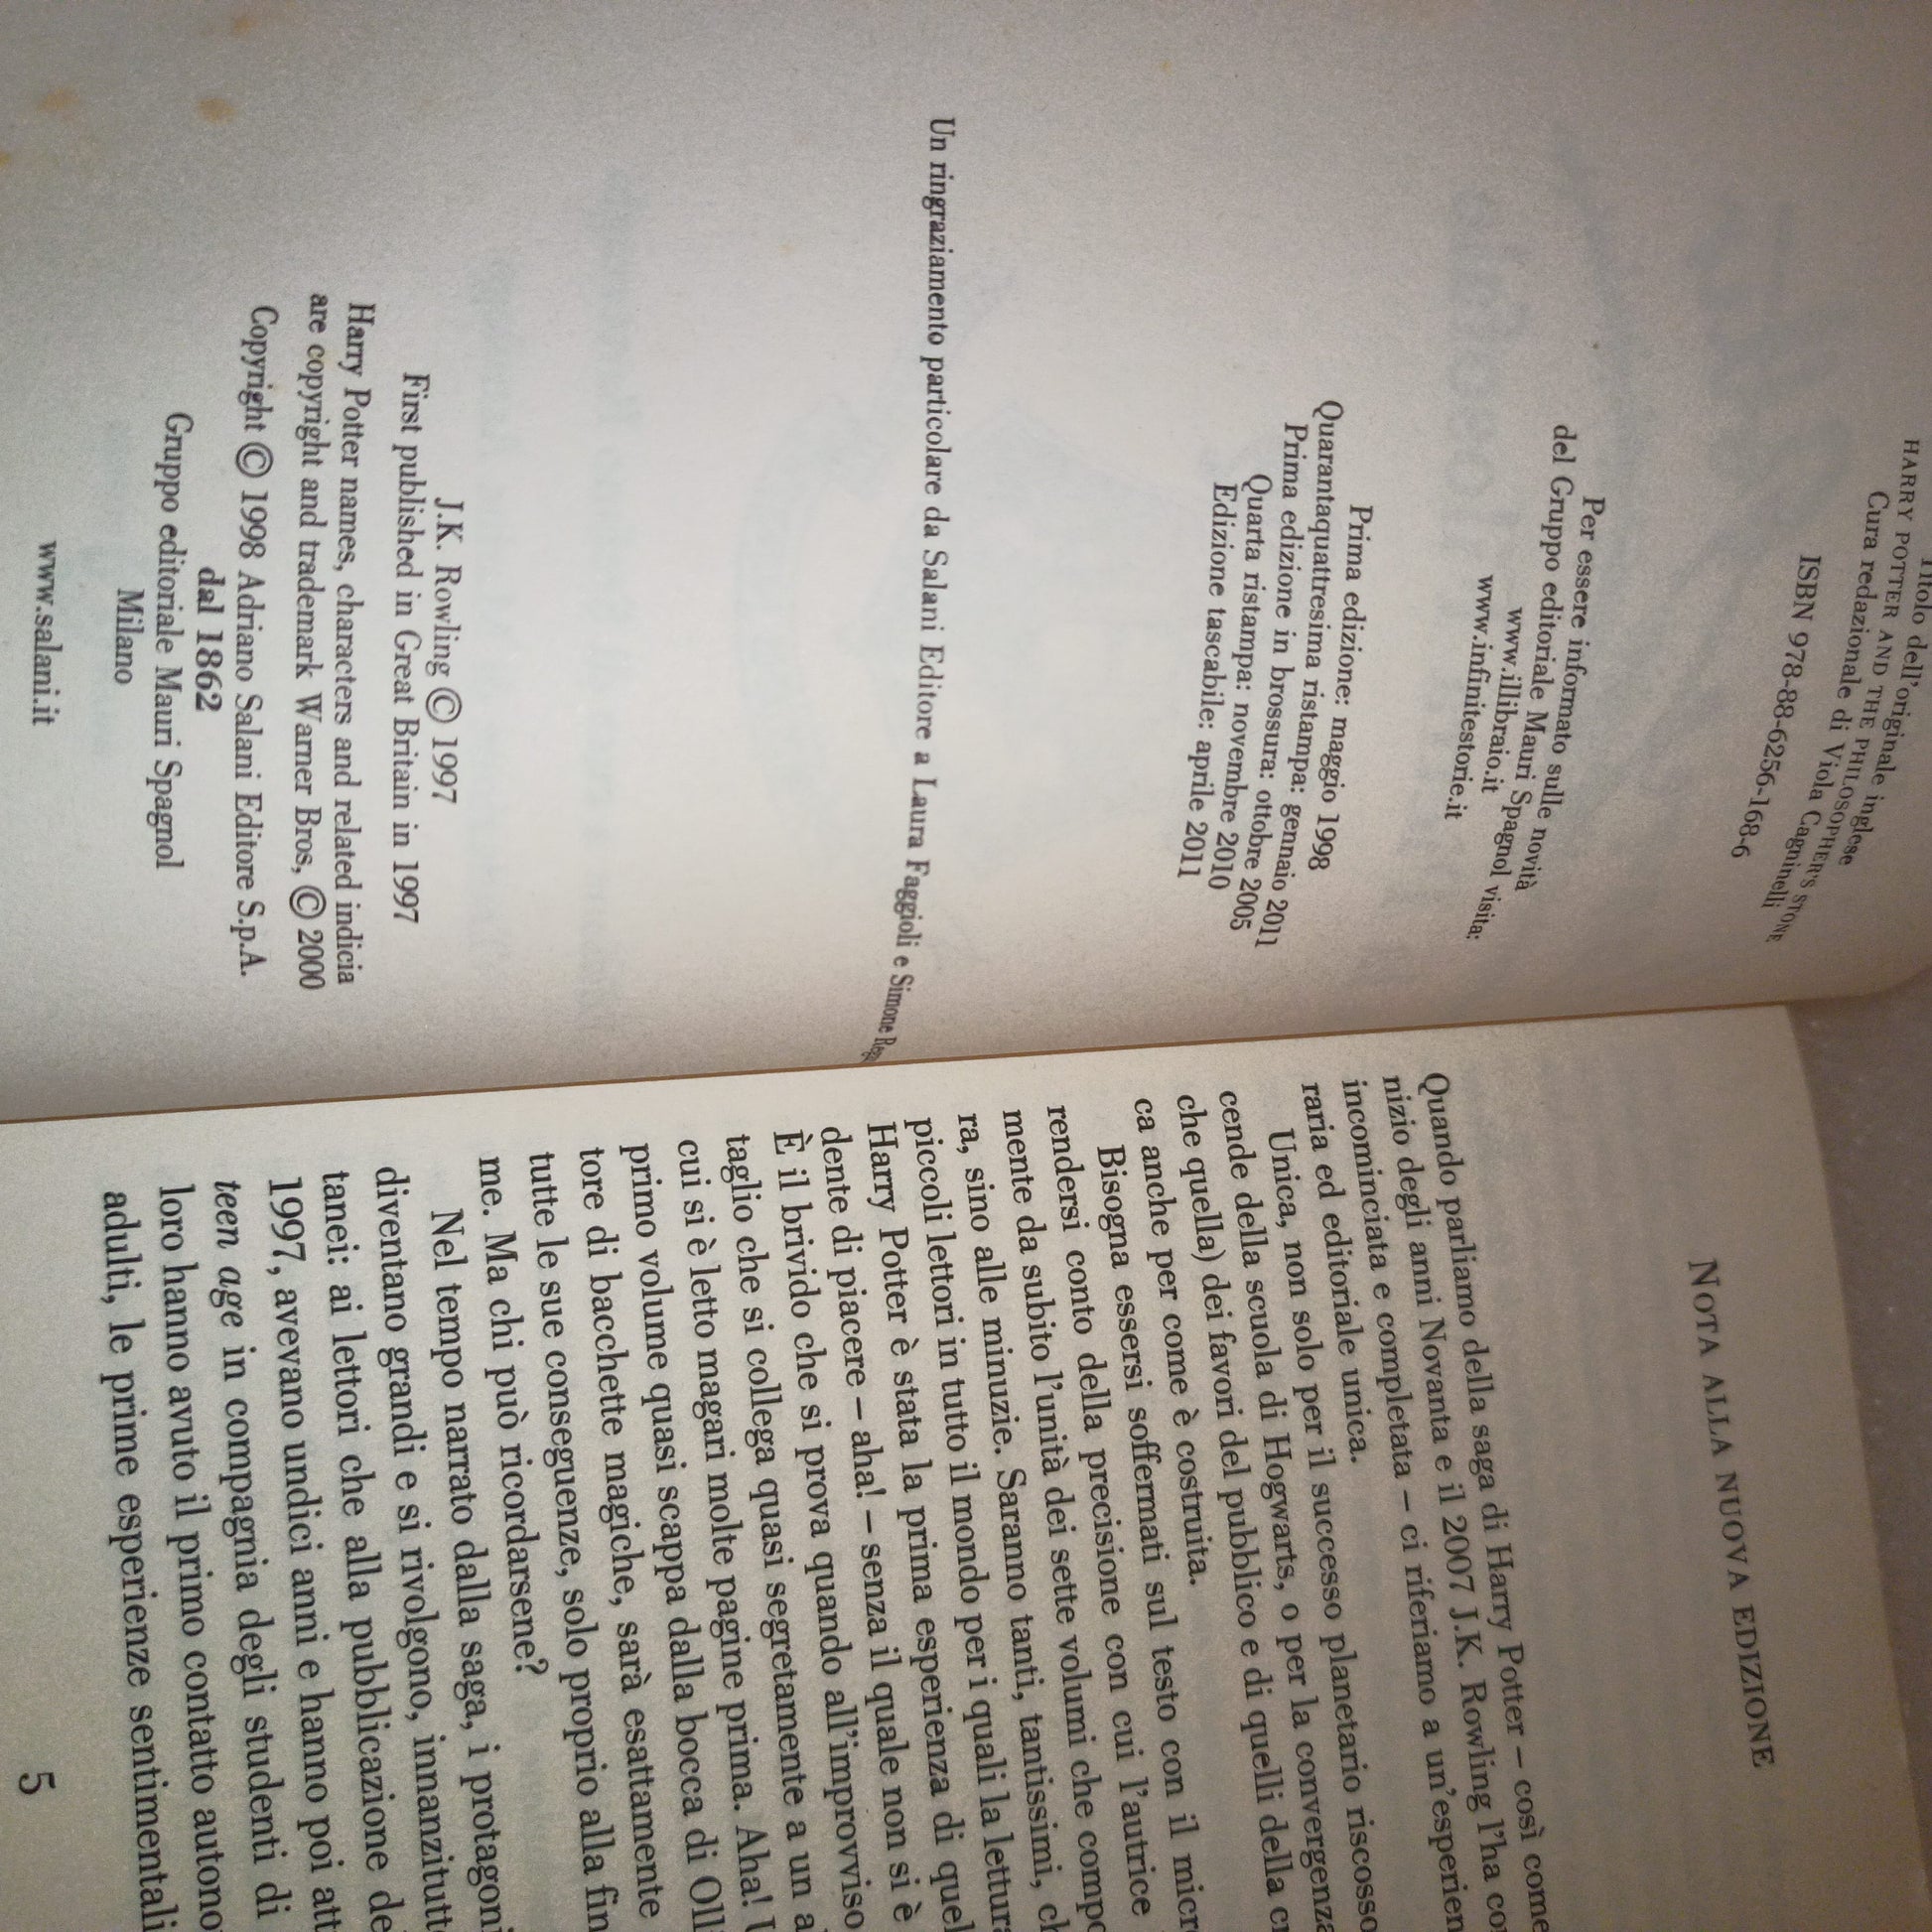 Titolo dell'originale inglese
HARRY POTTER AND THE PHILOSOPHER'S STONE
Cura redazionale di Viola Cagninelli
ISBN 978-88-6256-168-6
Per essere informato sulle novità
del Gruppo editoriale Mauri Spagnol visita:
www.illibraio.it
www.infinitestorie.it
Prima edizione: maggio 1998
Quarantaquattresima ristampa: gennaio 2011
Prima edizione in brossura: ottobre 2005
Quarta ristampa: novembre 2010
Edizione tascabile: aprile 2011
Un ringraziamento particolare da Salani Editore a Laura Faggioli e Simone
J.K. Rowling © 1997
First published in Great Britain in 1997
Harry Potter names, characters and related indicia
are copyright and trademark Warner Bros, © 2000
Copyright © 1998 Adriano Salani Editore S.p.A.
dal 1862
Gruppo editoriale Mauri Spagnol
Milano
www.salani.it
NOTA ALLA NUOVA EDIZIONE
Quando parliamo della saga di Harry Potter – così come
nizio degli anni Novanta e il 2007 J.K. Rowling l'ha
incominciata e completata – ci riferiamo a un'esperien
raria ed editoriale unica.
Unica, non solo per il successo planetario riscosso
cende della scuola di Hogwarts, o per la convergenza
che quella) dei favori del pubblico e di quelli della
ca anche per come è costruita.
Bisogna essersi soffermati sul testo con il micr
rendersi conto della precisione con cui l'autrice
mente da subito l'unità dei sette volumi che compo
ra, sino alle minuzie. Saranno tanti, tantissimi,
piccoli lettori in tutto il mondo per i quali la lettura
Harry Potter è stata la prima esperienza di quel
dente di piacere – aha! – senza il quale non si è
È il brivido che si prova quando all'improvviso
taglio che si collega quasi segretamente a un
cui si è letto magari molte pagine prima. Aha!
primo volume quasi scappa dalla bocca di
tore di bacchette magiche, sarà esattamente
tutte le sue conseguenze, solo proprio alla fin
me. Ma chi può ricordarsene?
Nel tempo narrato dalla saga, i protagoni
diventano grandi e si rivolgono, innanzitutt
tanei: ai lettori che alla pubblicazione de
1997, avevano undici anni e hanno poi att
teen age in compagnia degli studenti di
loro hanno avuto il primo contatto autono
adulti, le prime esperienze sentimentali
5